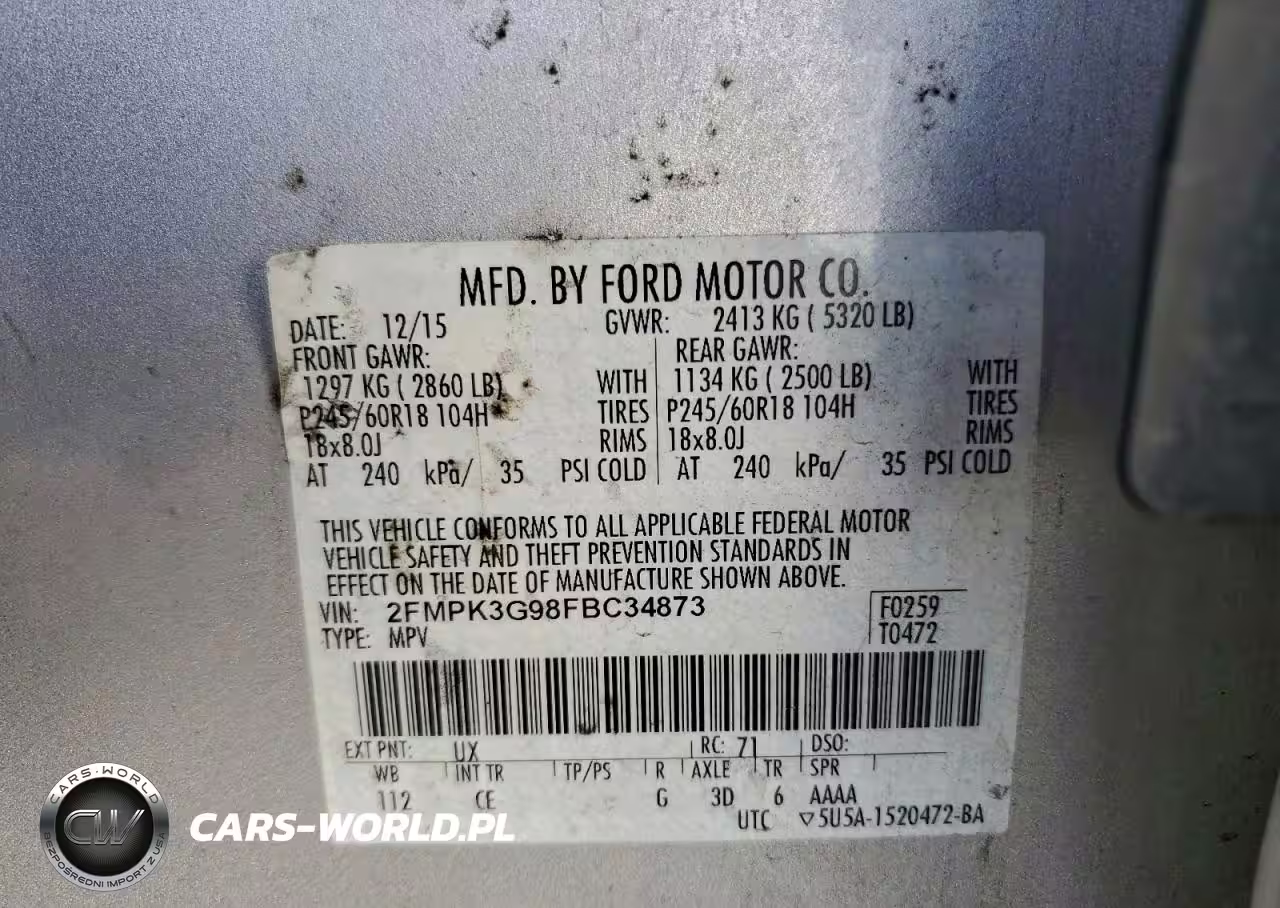 MFD. BY FORD MOTOR CO.
DATE: 12/15 GVWR: 2413 KG ( 5320 LB)
FRONT GAWR: REAR GAWR:
1297 KG ( 2860 LB) WITH 1134 KG ( 2500 LB) WITH
P245/60R18 104H TIRES P245/60R18 104H TIRES
18x8.0J RIMS 18x8.0J RIMS
AT 240 kPa/ 35 PSI COLD AT 240 kPa/ 35 PSI COLD
THIS VEHICLE CONFORMS TO ALL APPLICABLE FEDERAL MOTOR
VEHICLE SAFETY AND THEFT PREVENTION STANDARDS IN
EFFECT ON THE DATE OF MANUFACTURE SHOWN ABOVE.
VIN: 2FMPK3G98FBC34873 F0259
TYPE: MPV T0472
EXT PNT: UX RC: 71 DSO:
WB INT TR TP/PS R AXLE TR SPR
112 CE G 3D 6 AAAA
UTC ▽5U5A-1520472-BA
CARS-WORLD
CW
BEZPOŚREDNI IMPORT Z USA
CARS-WORLD.PL